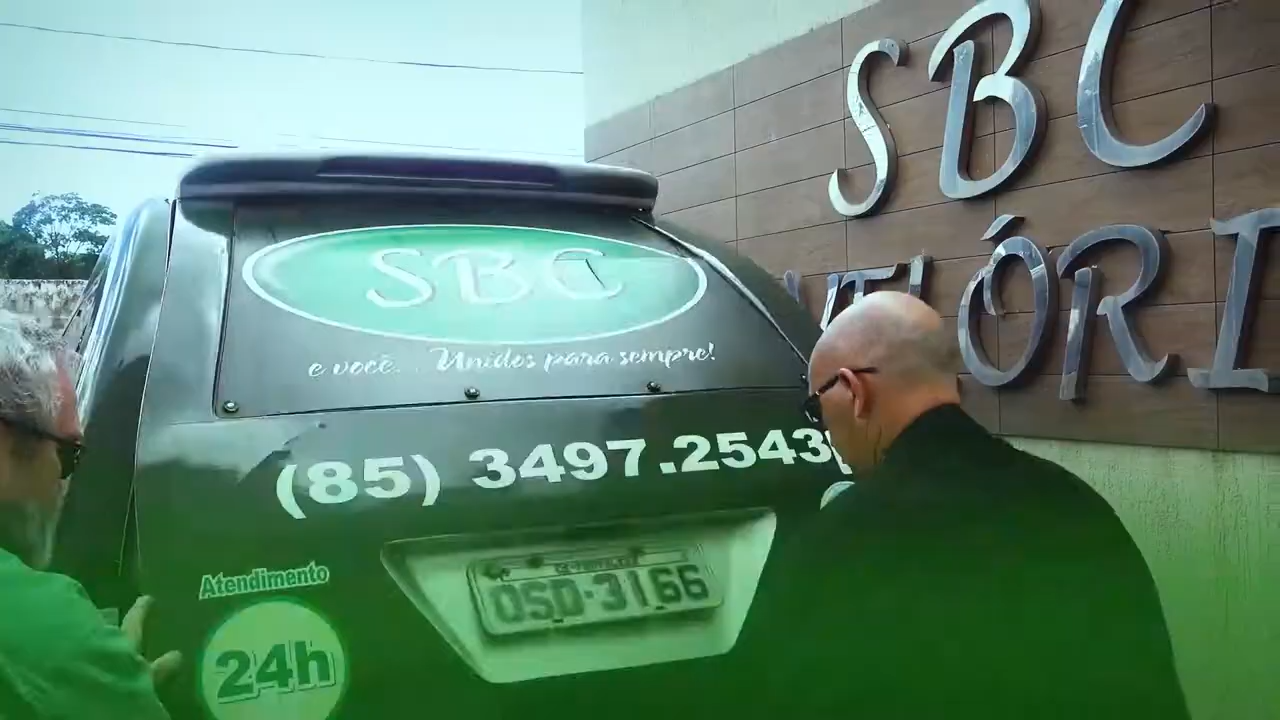 SBC
SBC
e você... Unidos para sempre!
(85) 3497.2543
OSD-3166
Atendimento
24h